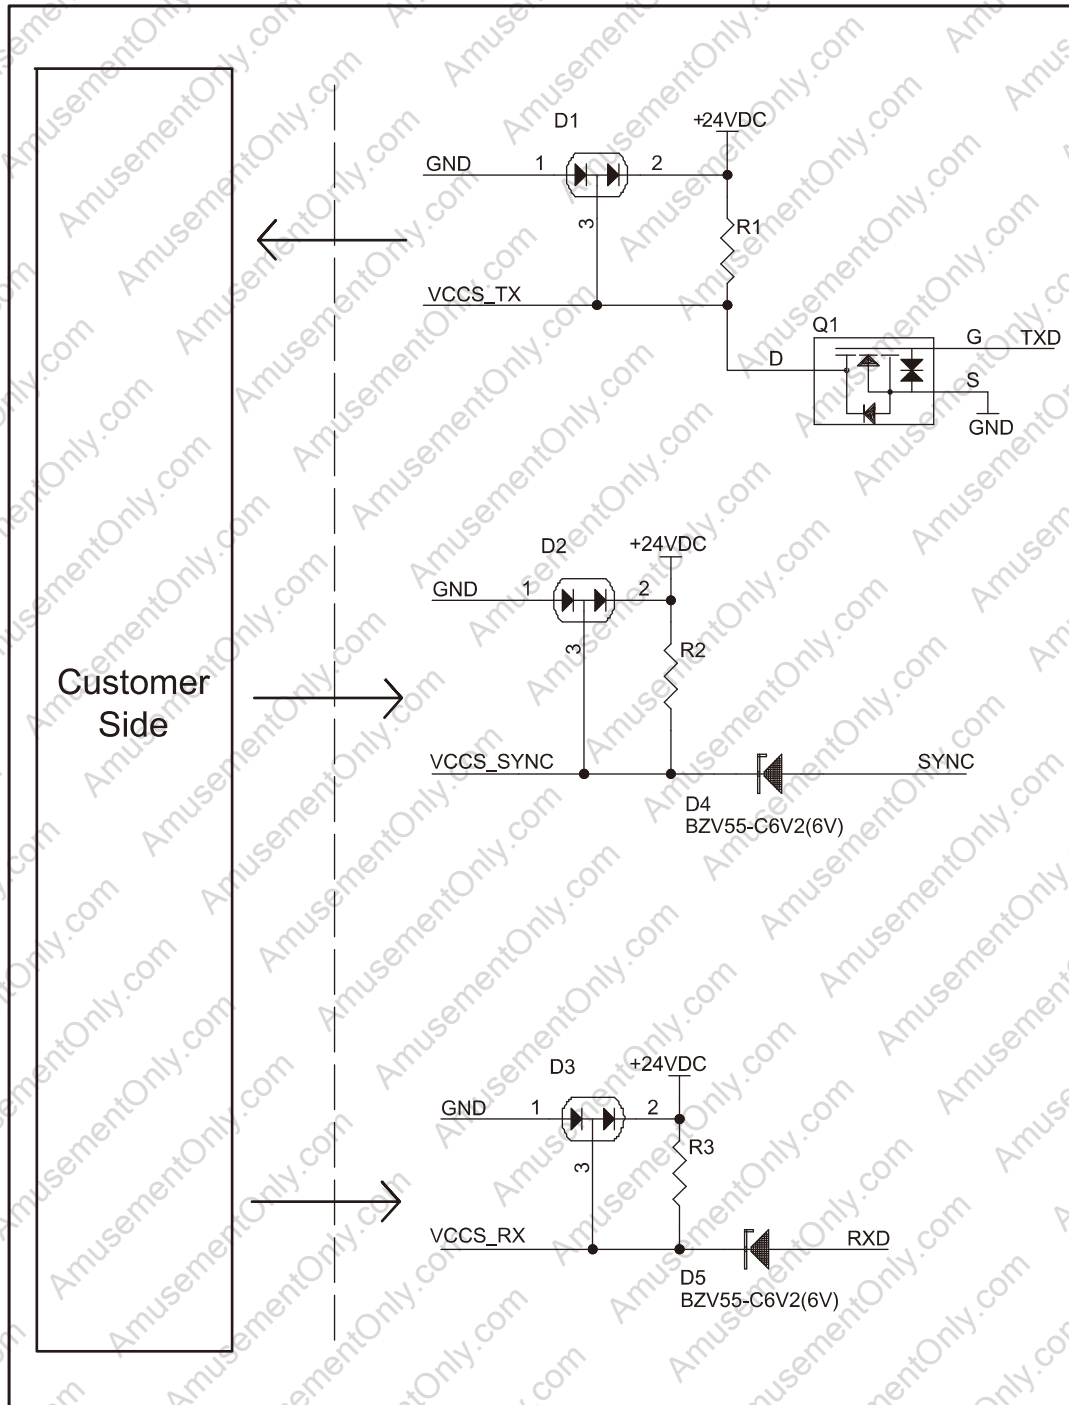 D1
+24VDC
GND
1
2
3
R1
VCCS_TX
Q1
D
G
TXD
S
GND
D2
+24VDC
GND
1
2
3
R2
Customer
Side
VCCS_SYNC
SYNC
D4
BZV55-C6V2(6V)
D3
+24VDC
GND
1
2
3
R3
VCCS_RX
RXD
D5
BZV55-C6V2(6V)
AmusementOnly.com